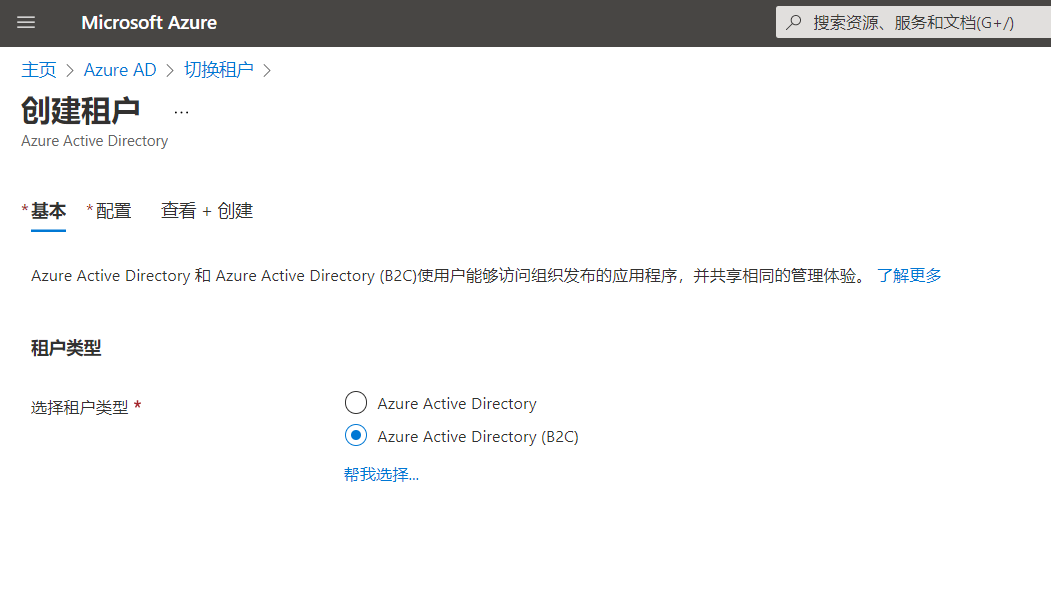 Microsoft Azure
搜索资源、服务和文档(G+/)
主页 > Azure AD > 切换租户 >
创建租户 ...
Azure Active Directory
*基本 *配置 查看 + 创建
Azure Active Directory 和 Azure Active Directory (B2C)使用户能够访问组织发布的应用程序，并共享相同的管理体验。 了解更多
租户类型
选择租户类型 *
Azure Active Directory
Azure Active Directory (B2C)
帮我选择...